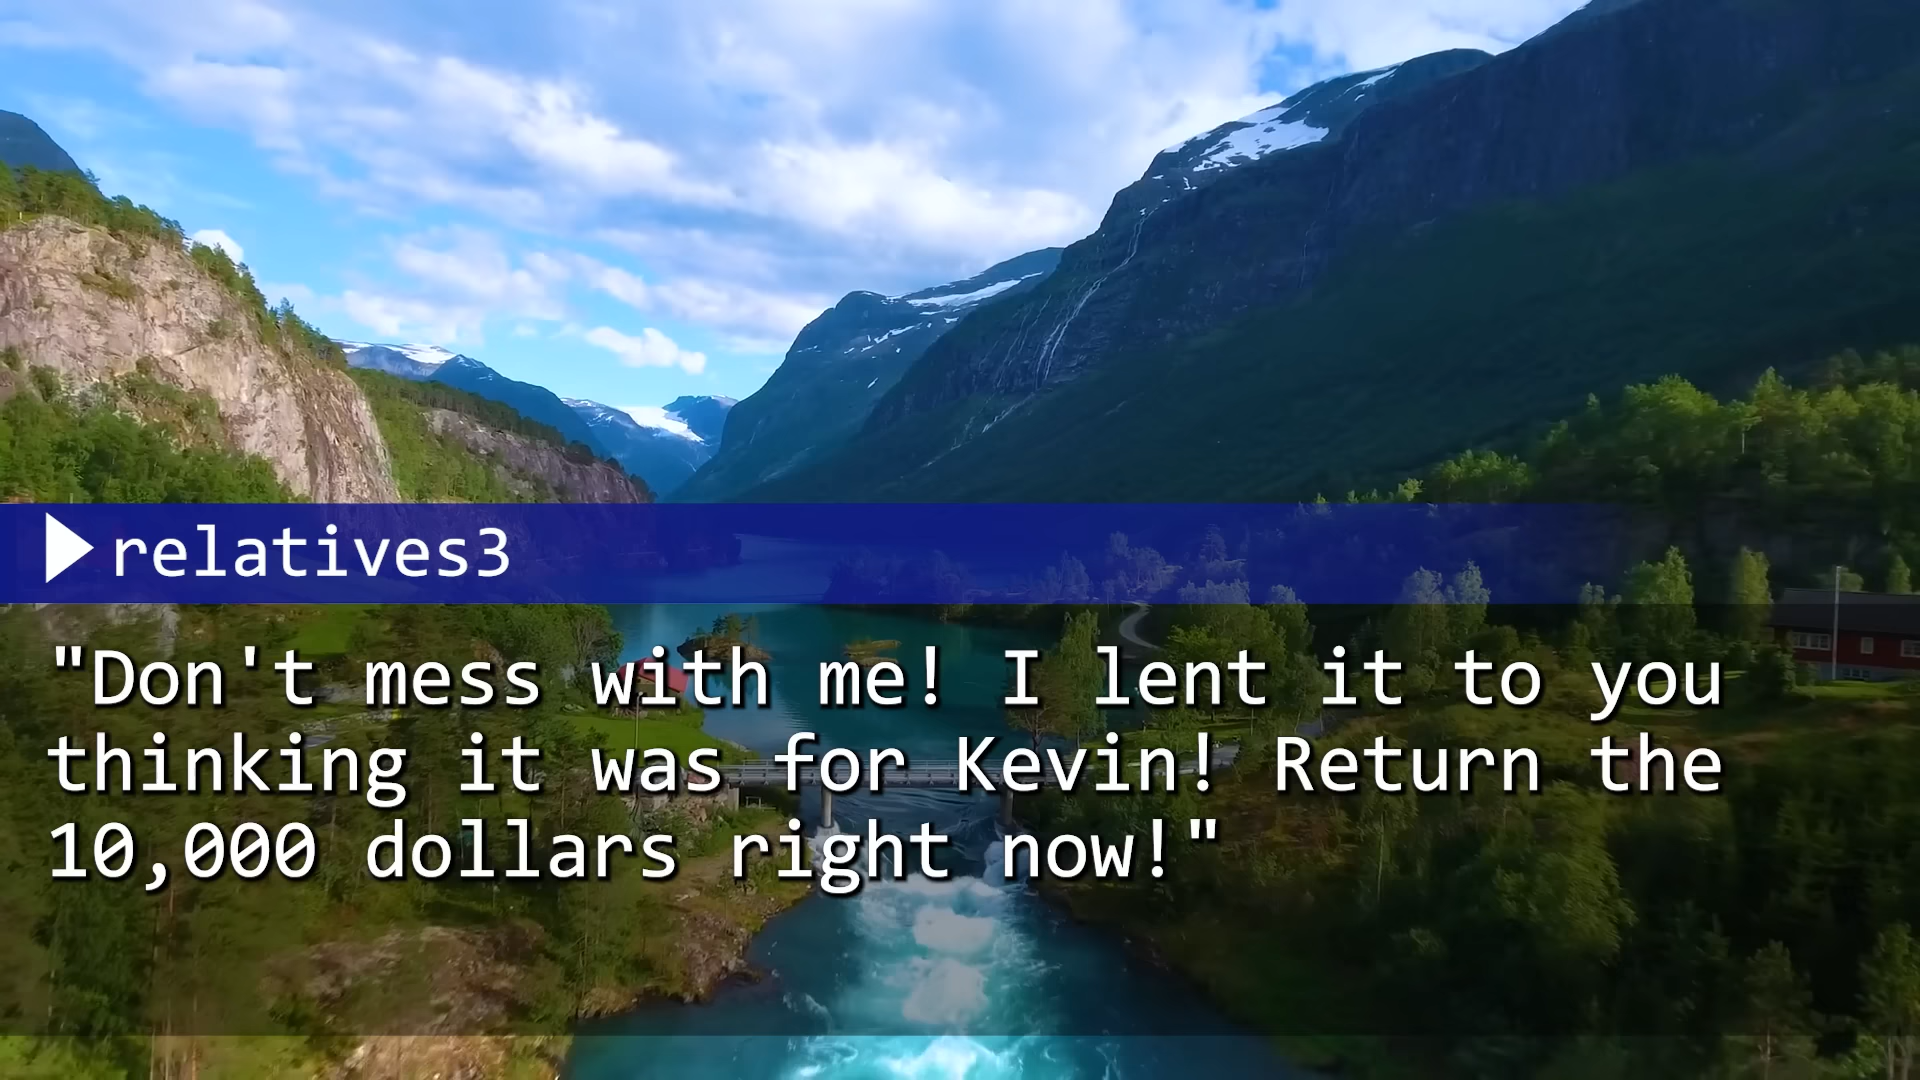 relatives3
"Don't mess with me! I lent it to you
thinking it was for Kevin! Return the
10,000 dollars right now!"